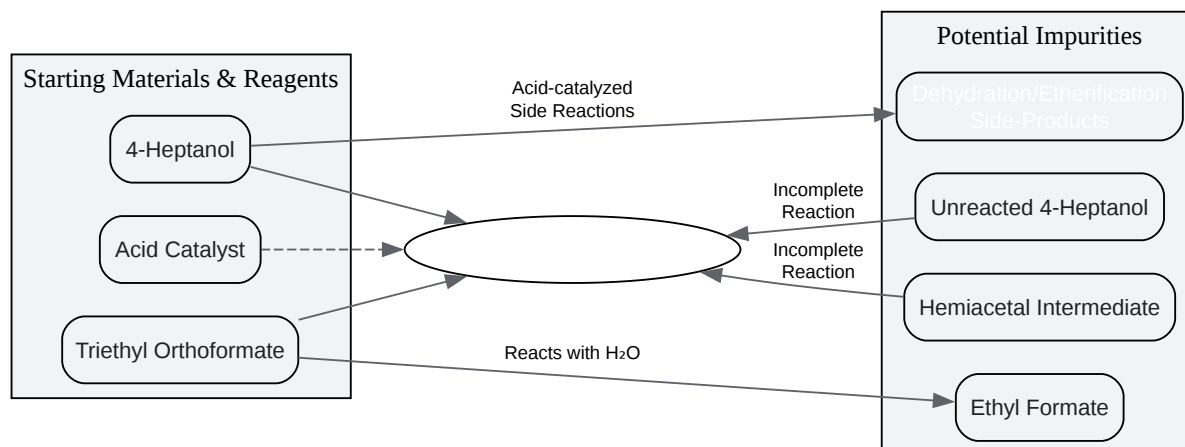 Potential Impurities
Starting Materials & Reagents
Acid-catalyzed
Side Reactions
Dehydration/Etherification
Side-Products
4-Heptanol
Incomplete
Reaction
Unreacted 4-Heptanol
Acid Catalyst
Incomplete
Reaction
Hemiacetal Intermediate
Triethyl Orthoformate
Reacts with H₂O
Ethyl Formate